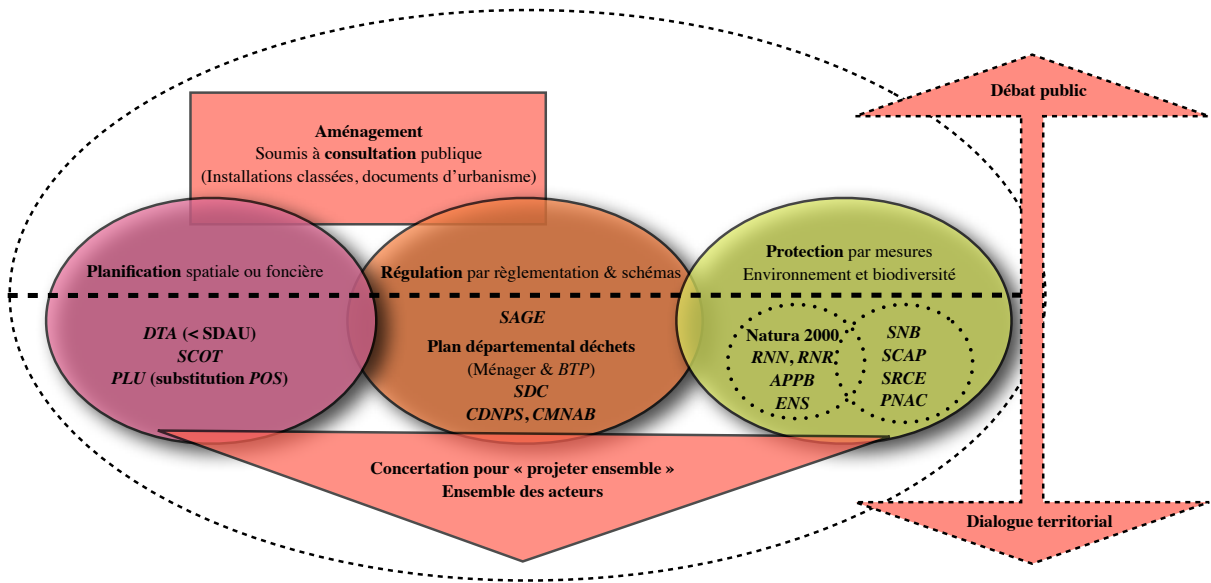 Débat public
Aménagement
Soumis à consultation publique
(Installations classées, documents d'urbanisme)
Planification spatiale ou foncière
Régulation par règlementation & schémas
Protection par mesures
Environnement et biodiversité
DTA (< SDAU)
SCOT
PLU (substitution POS)
SAGE
Plan départemental déchets
(Ménager & BTP)
SDC
CDNPS, CMNAB
Natura 2000
RNN, RNR
APPB
ENS
SNB
SCAP
SRCE
PNAC
Concertation pour « projeter ensemble »
Ensemble des acteurs
Dialogue territorial